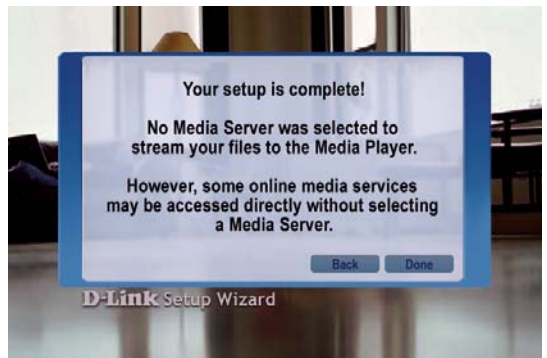 Your setup is complete!
No Media Server was selected to
stream your files to the Media Player.
However, some online media services
may be accessed directly without selecting
a Media Server.
Back Done
D-Link Setup Wizard